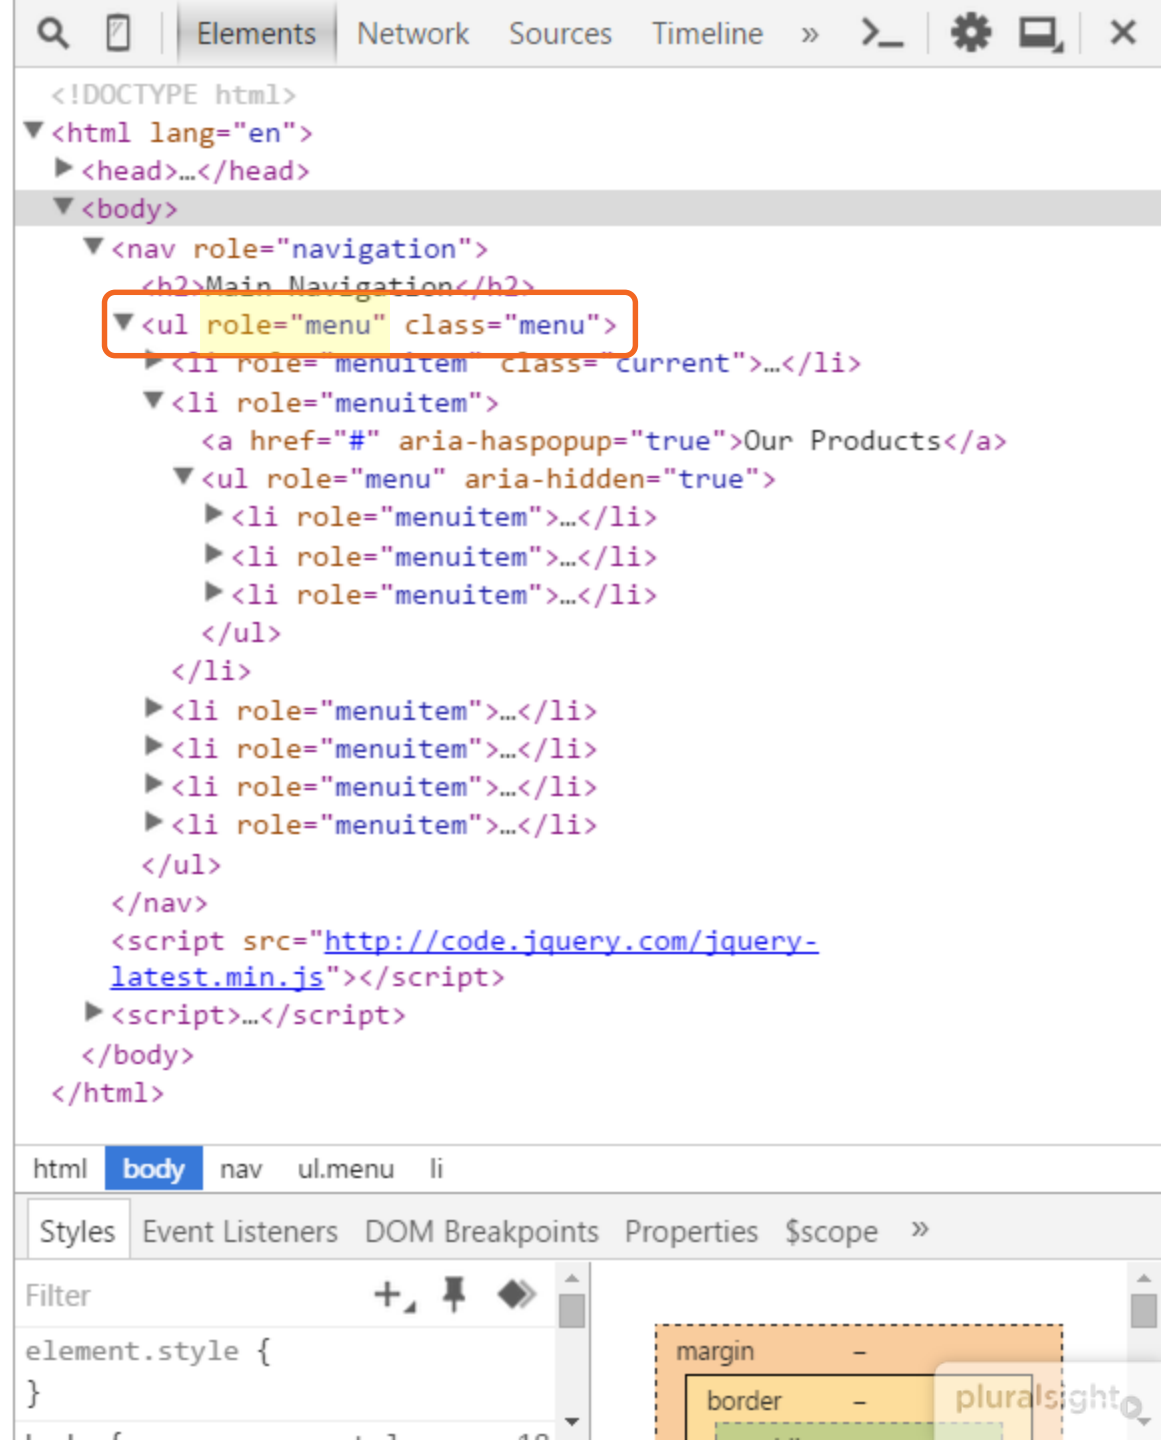 Elements Network Sources Timeline »
<!DOCTYPE html>
▼<html lang="en">
▶<head>…</head>
▼<body>
▼<nav role="navigation">
<h2>Main Navigation</h2>
▼<ul role="menu" class="menu">
▶<li role="menuitem" class="current">…</li>
▼<li role="menuitem">
<a href="#" aria-haspopup="true">Our Products</a>
▼<ul role="menu" aria-hidden="true">
▶<li role="menuitem">…</li>
▶<li role="menuitem">…</li>
▶<li role="menuitem">…</li>
</ul>
</li>
▶<li role="menuitem">…</li>
▶<li role="menuitem">…</li>
▶<li role="menuitem">…</li>
▶<li role="menuitem">…</li>
</ul>
</nav>
<script src="http://code.jquery.com/jquery-
latest.min.js"></script>
▶<script>…</script>
</body>
</html>
html body nav ul.menu li
Styles Event Listeners DOM Breakpoints Properties $scope »
Filter
element.style {
}
margin –
border –
pluralsight